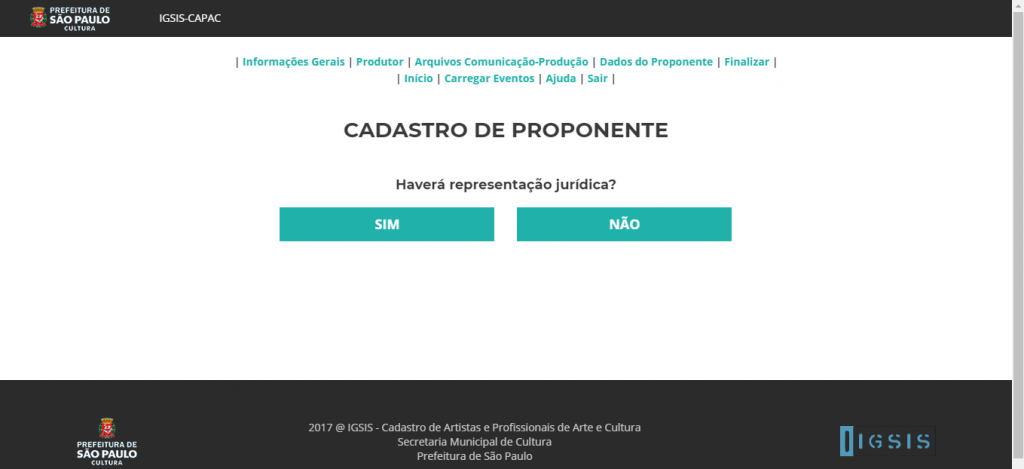 PREFEITURA DE
SÃO PAULO
CULTURA
IGSIS-CAPAC
| Informações Gerais | Produtor | Arquivos Comunicação-Produção | Dados do Proponente | Finalizar |
| Início | Carregar Eventos | Ajuda | Sair |
CADASTRO DE PROPONENTE
Haverá representação jurídica?
SIM
NÃO
PREFEITURA DE
SÃO PAULO
CULTURA
2017 @ IGSIS - Cadastro de Artistas e Profissionais de Arte e Cultura
Secretaria Municipal de Cultura
Prefeitura de São Paulo
IGSIS